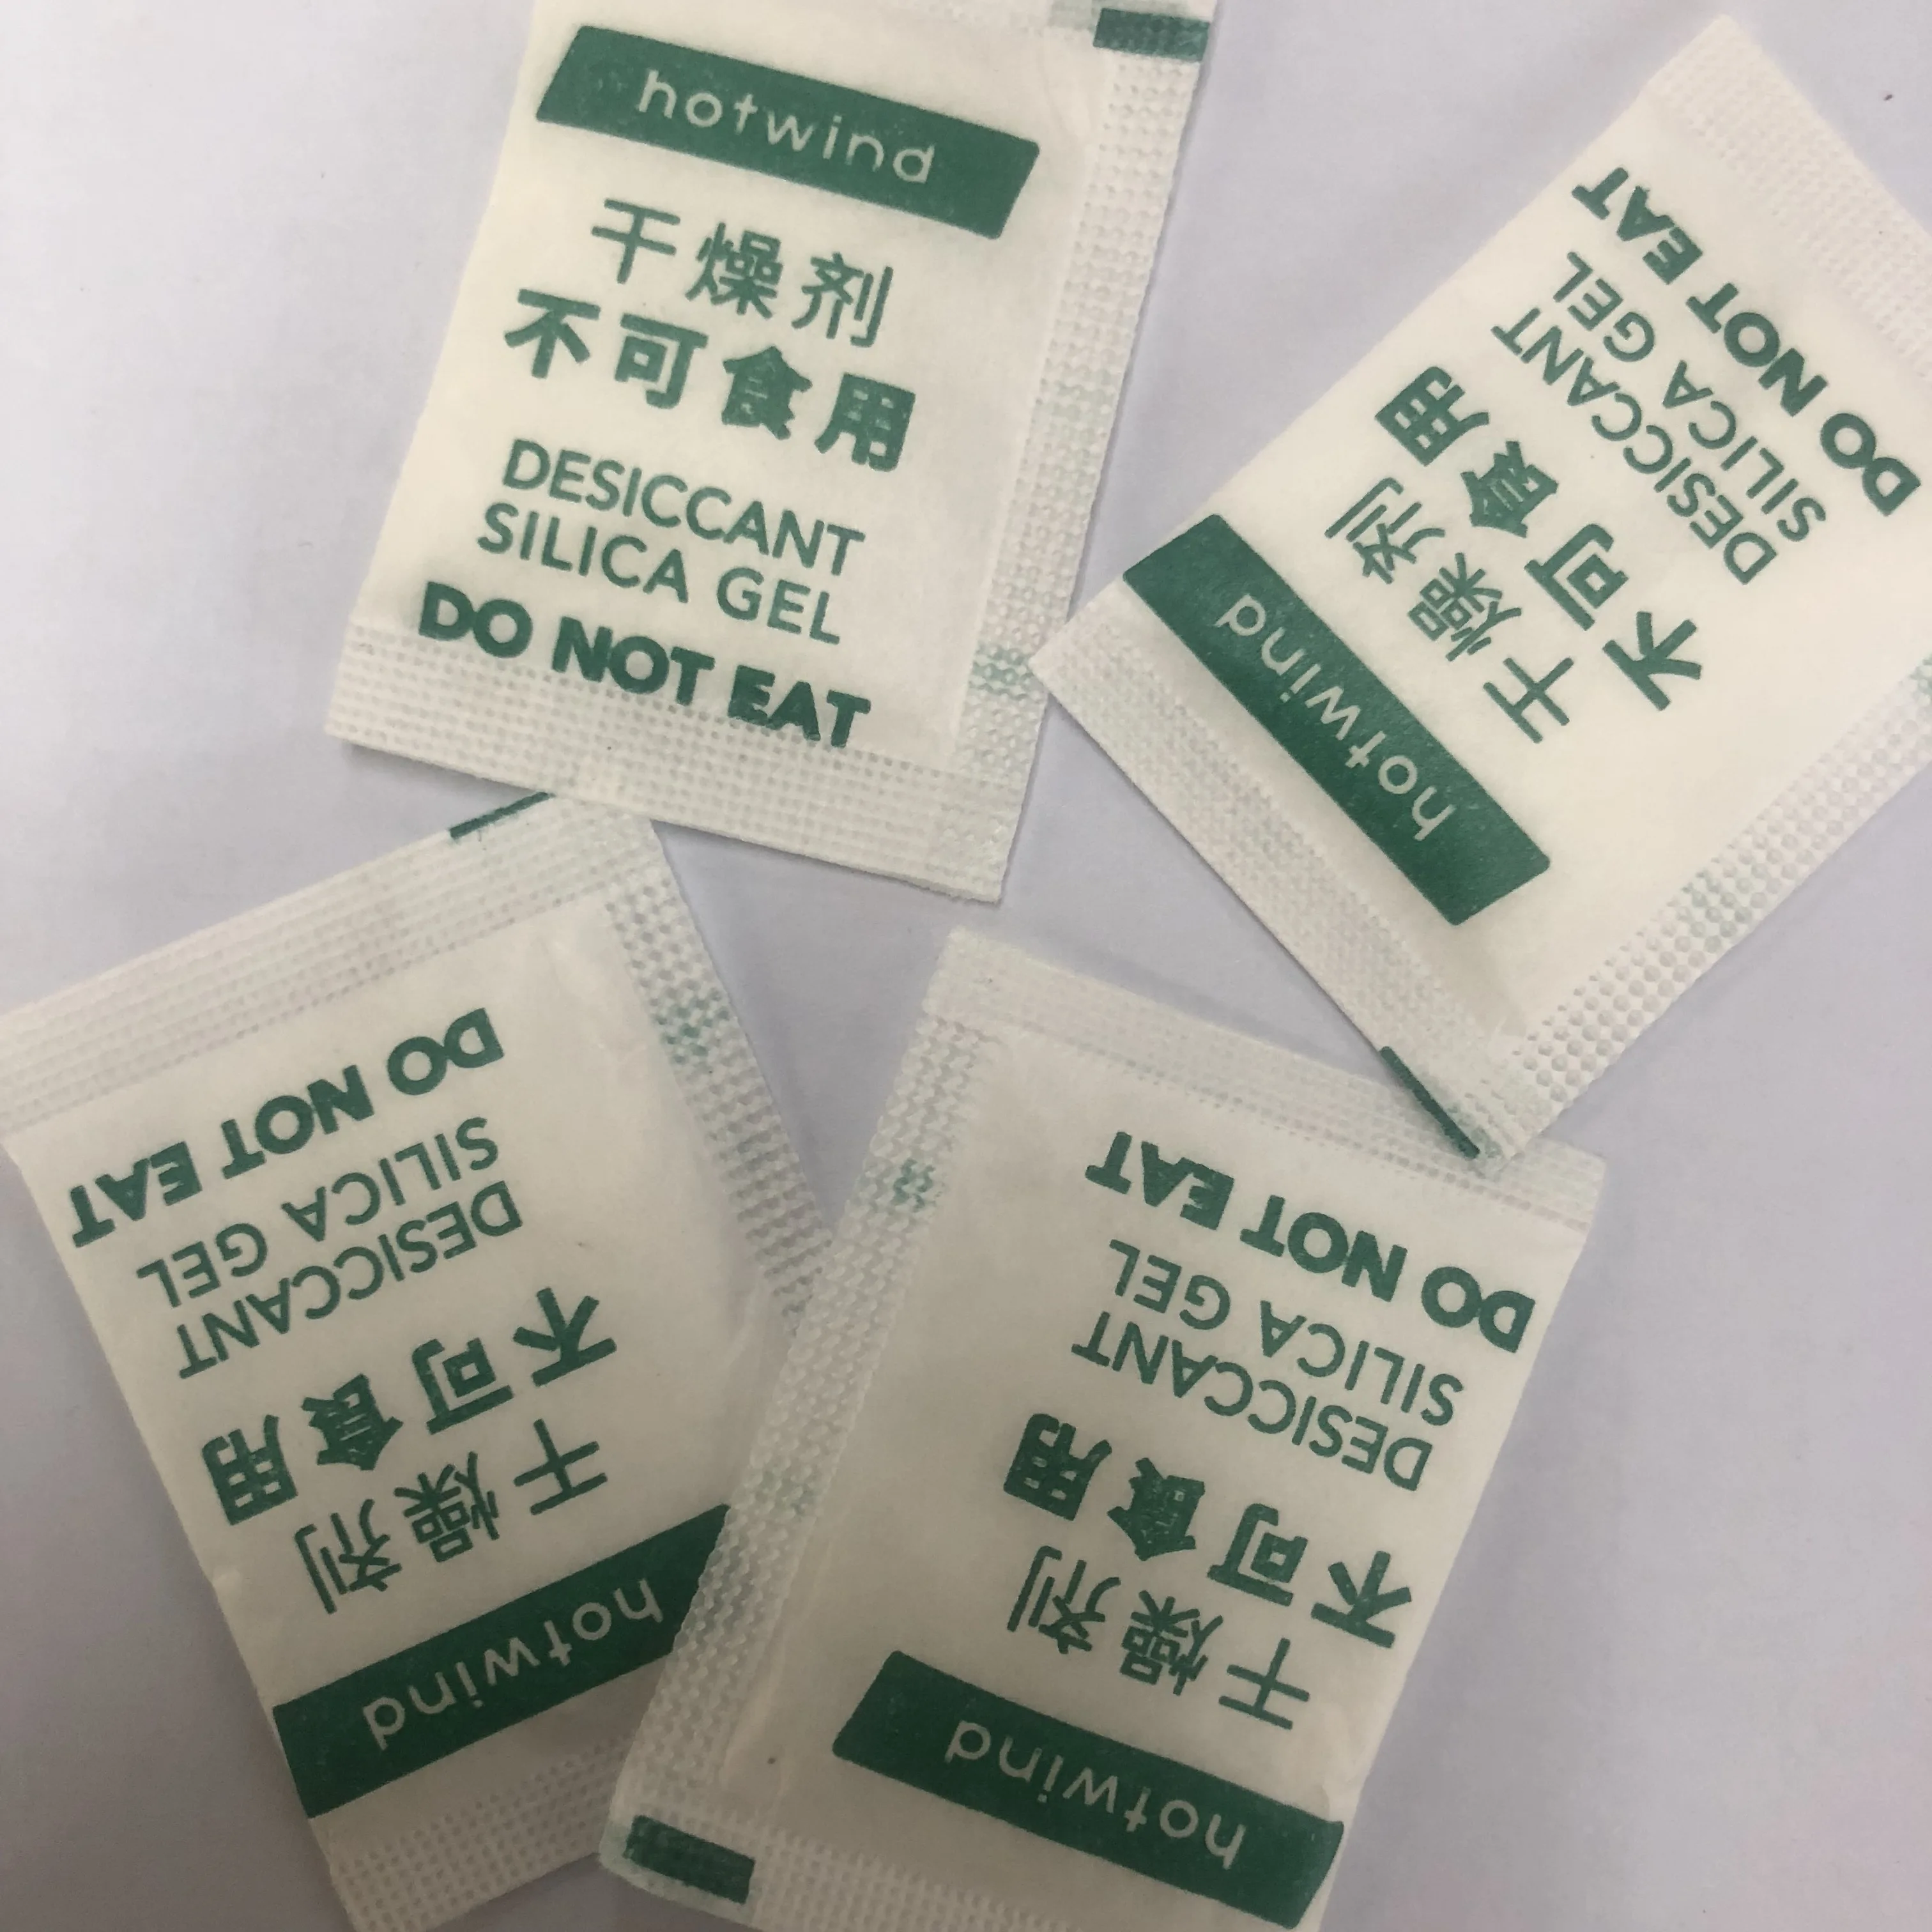 hotwind
干燥剂
不可食用
DESICCANT
SILICA GEL
DO NOT EAT
hotwind
干燥剂
不可食用
DESICCANT
SILICA GEL
DO NOT EAT
hotwind
干燥剂
不可食用
DESICCANT
SILICA GEL
DO NOT EAT
hotwind
干燥剂
不可食用
DESICCANT
SILICA GEL
DO NOT EAT